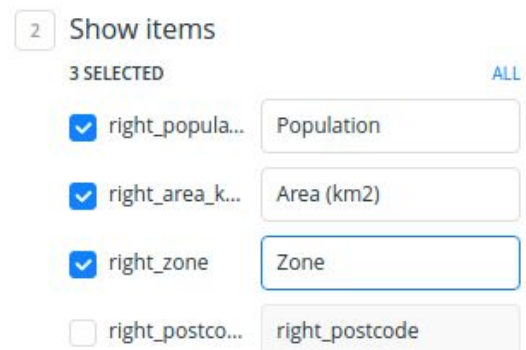 2 Show items
3 SELECTED ALL
right_popula... Population
right_area_k... Area (km2)
right_zone Zone
right_postco... right_postcode